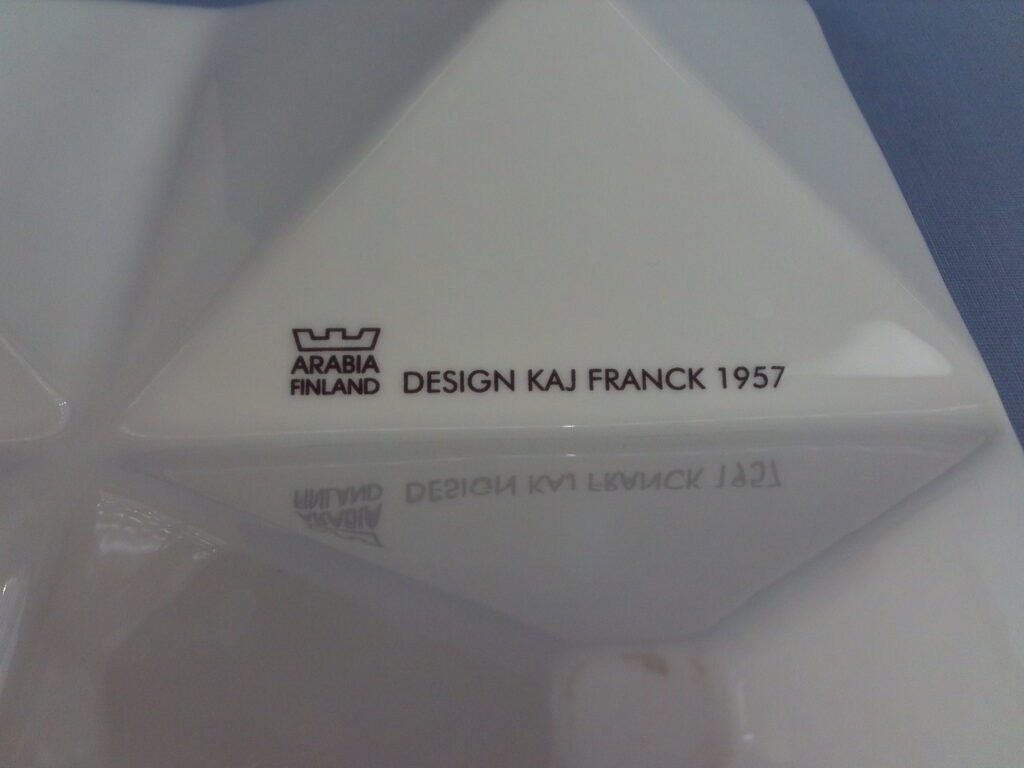 ARABIA
FINLAND
DESIGN KAJ FRANCK 1957